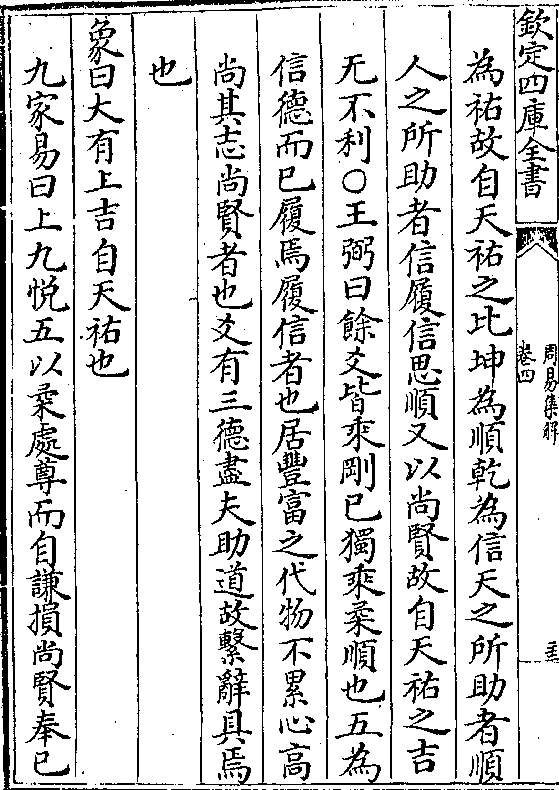 欽定四庫全書
周易集解
卷四
為祐故自天祐之比坤為順乾為信天之所助者順
人之所助者信履信思順又以尚賢故自天祐之吉
无不利○王弼曰餘爻皆乘剛已獨乘柔順也五為
信德而已履焉履信者也居豐富之代物不累心高
尚其志尚賢者也爻有三德盡夫助道故繫辭具焉
也
象曰大有上吉自天祐也
九家易曰上九悅五以柔處尊而自謙損尚賢奉已